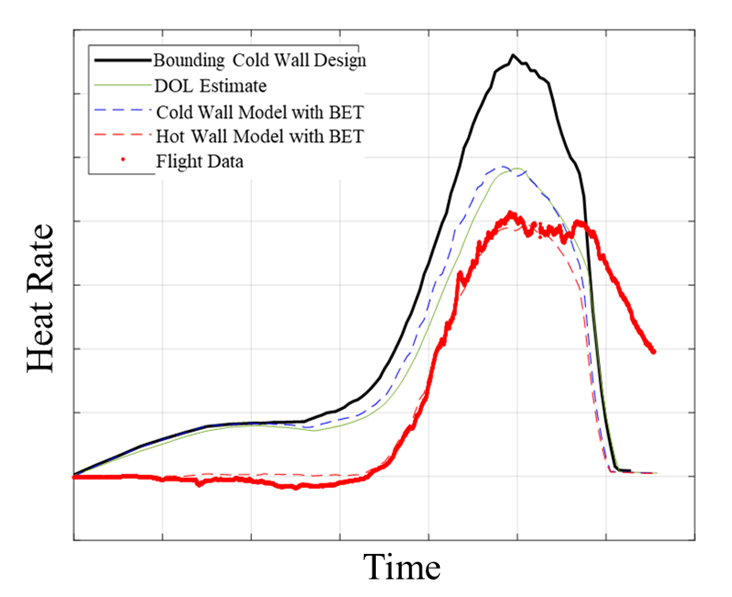 Bounding Cold Wall Design
DOL Estimate
Cold Wall Model with BET
Hot Wall Model with BET
Flight Data
Heat Rate
Time